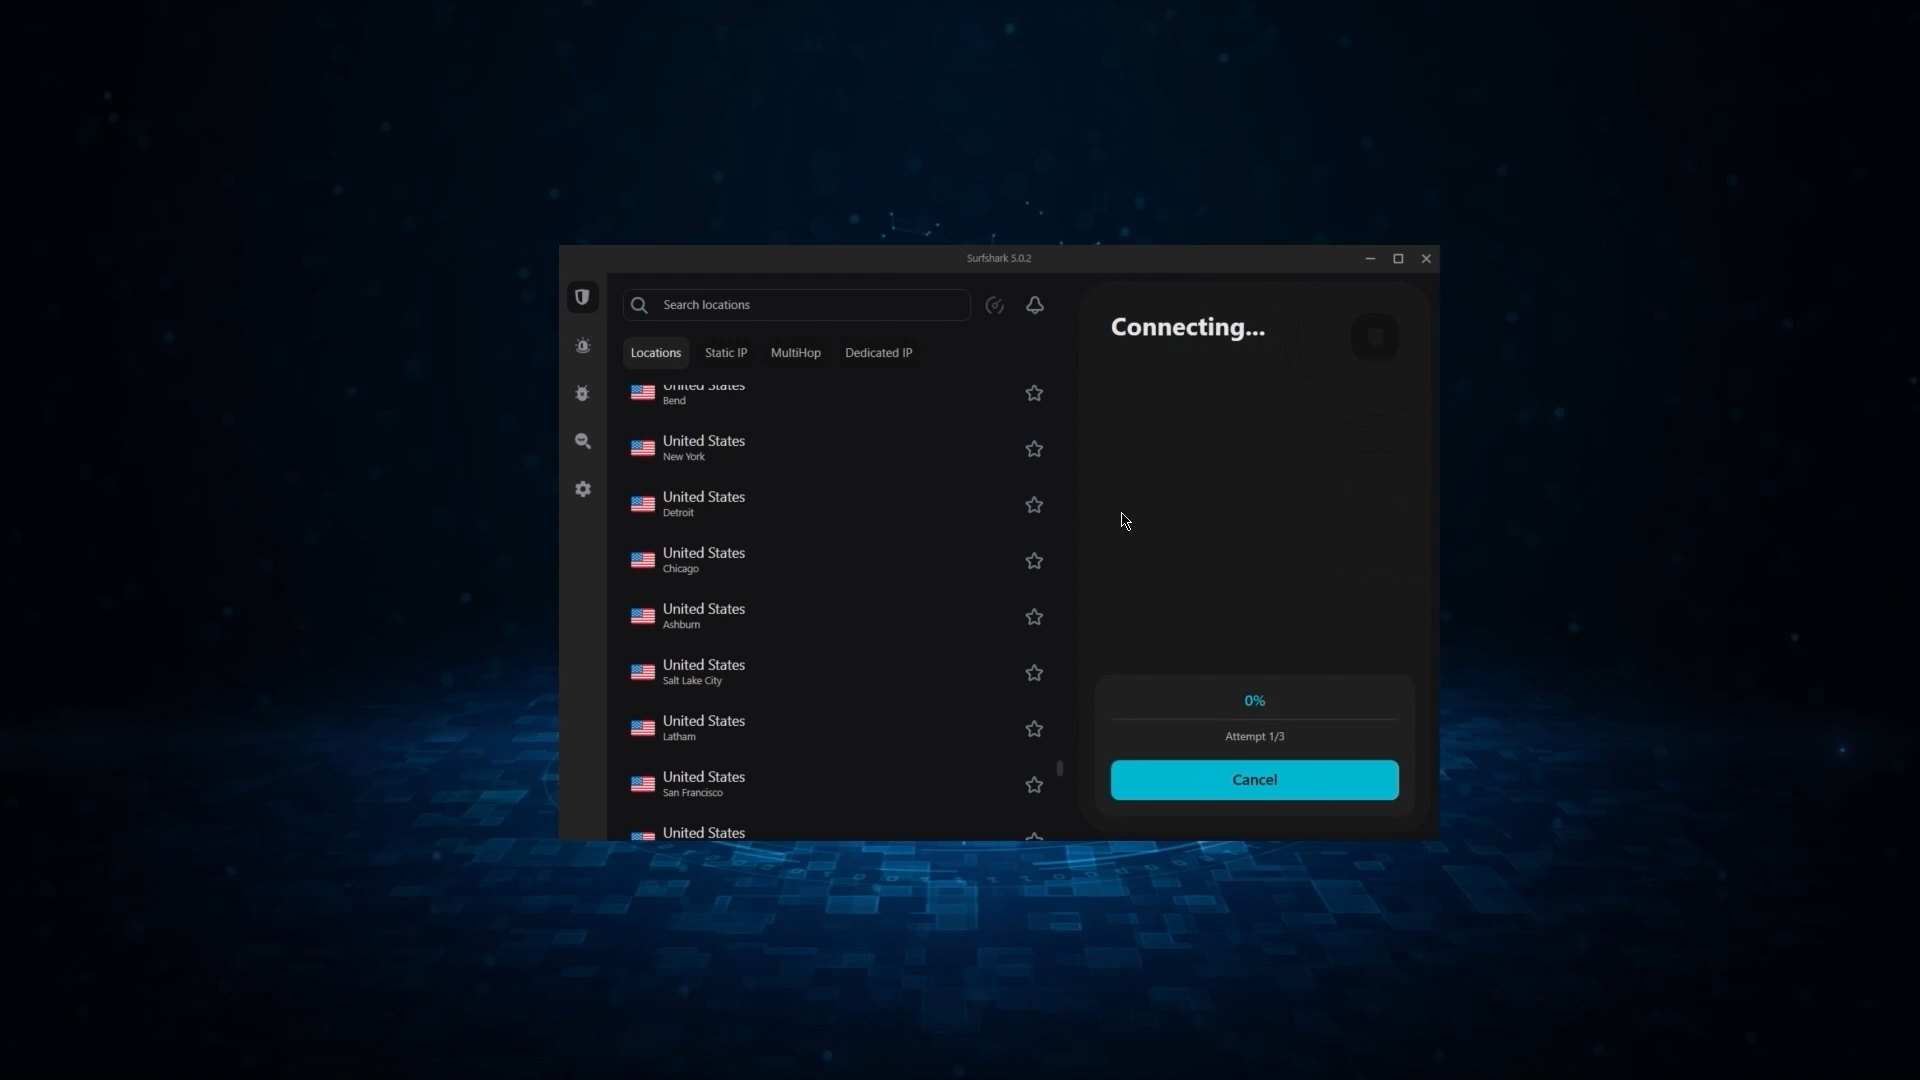 Surfshark 5.0.2
Search locations
Locations
Static IP
MultiHop
Dedicated IP
United States
Bend
United States
New York
United States
Detroit
United States
Chicago
United States
Ashburn
United States
Salt Lake City
United States
Latham
United States
San Francisco
United States
Connecting...
0%
Attempt 1/3
Cancel